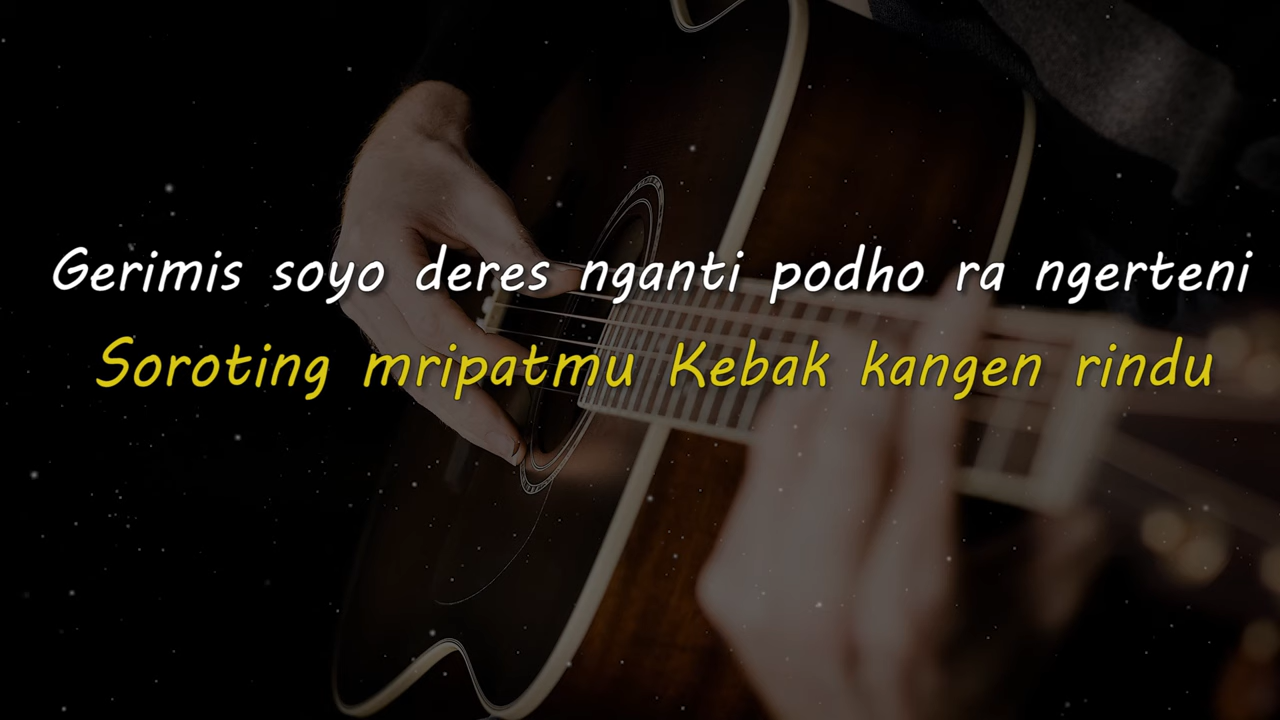 Gerimis soyo deres nganti podho ra ngerteni
Soroting mripatmu Kebak kangen rindu